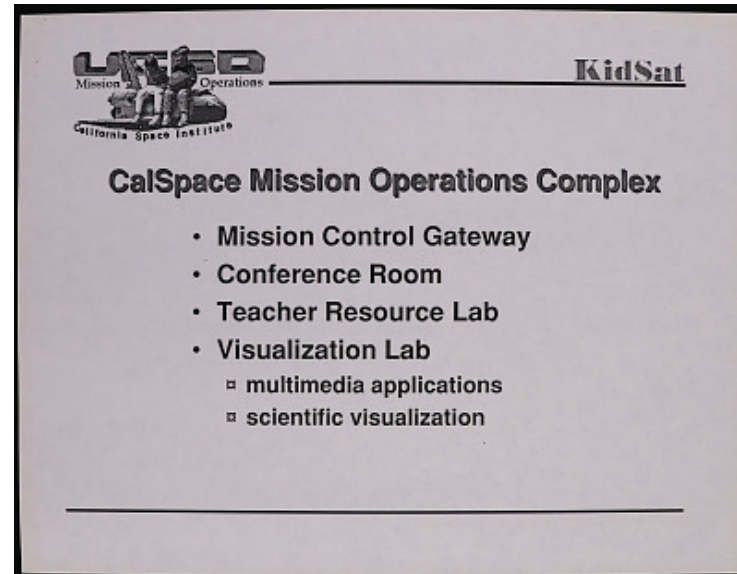 UCSD
Mission Operations
California Space Institute
KidSat
CalSpace Mission Operations Complex
• Mission Control Gateway
• Conference Room
• Teacher Resource Lab
• Visualization Lab
¤ multimedia applications
¤ scientific visualization